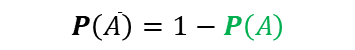 P(Ā) = 1 − P(A)